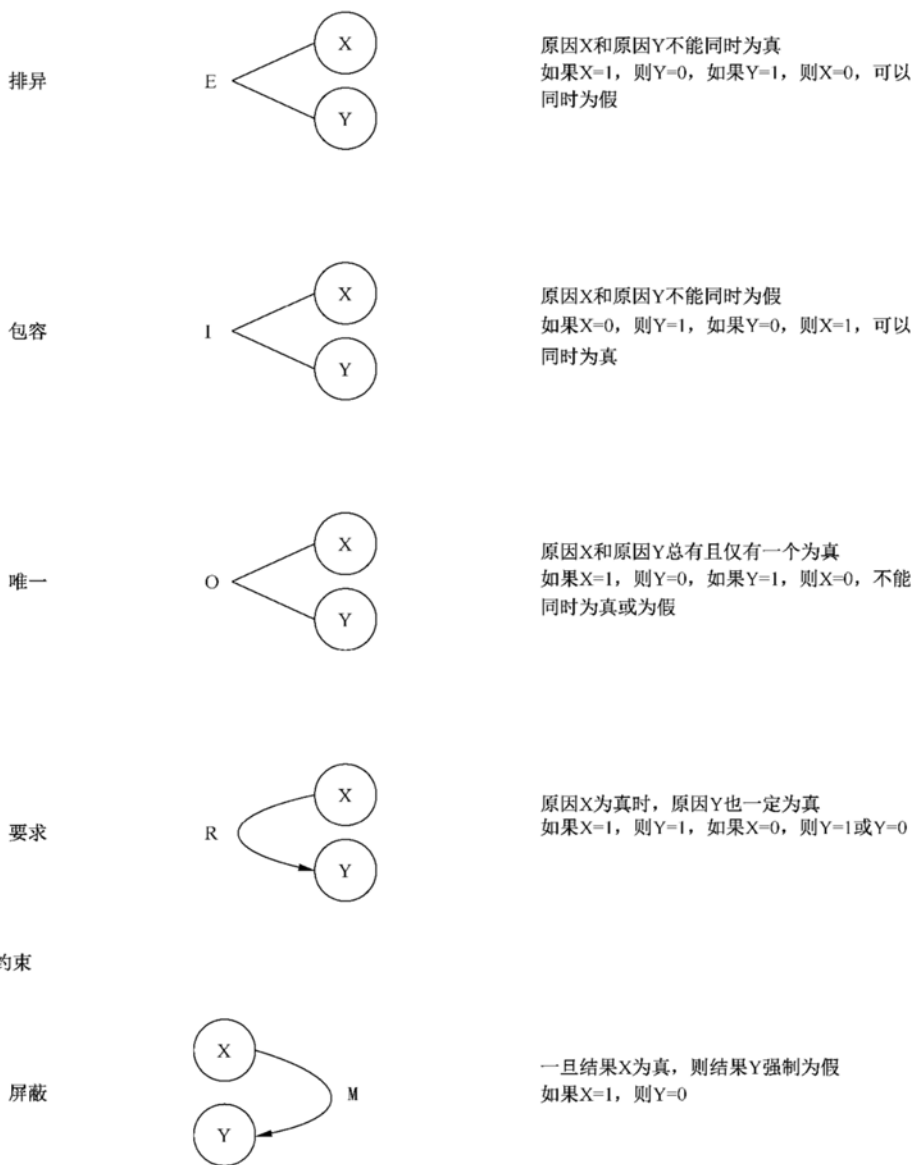 X
排异
E
Y
原因X和原因Y不能同时为真
如果X=1，则Y=0，如果Y=1，则X=0，可以
同时为假
X
包容
I
Y
原因X和原因Y不能同时为假
如果X=0，则Y=1，如果Y=0，则X=1，可以
同时为真
X
唯一
O
Y
原因X和原因Y总有且仅有一个为真
如果X=1，则Y=0，如果Y=1，则X=0，不能
同时为真或为假
X
要求
R
Y
原因X为真时，原因Y也一定为真
如果X=1，则Y=1，如果X=0，则Y=1或Y=0
约束
X
屏蔽
M
Y
一旦结果X为真，则结果Y强制为假
如果X=1，则Y=0